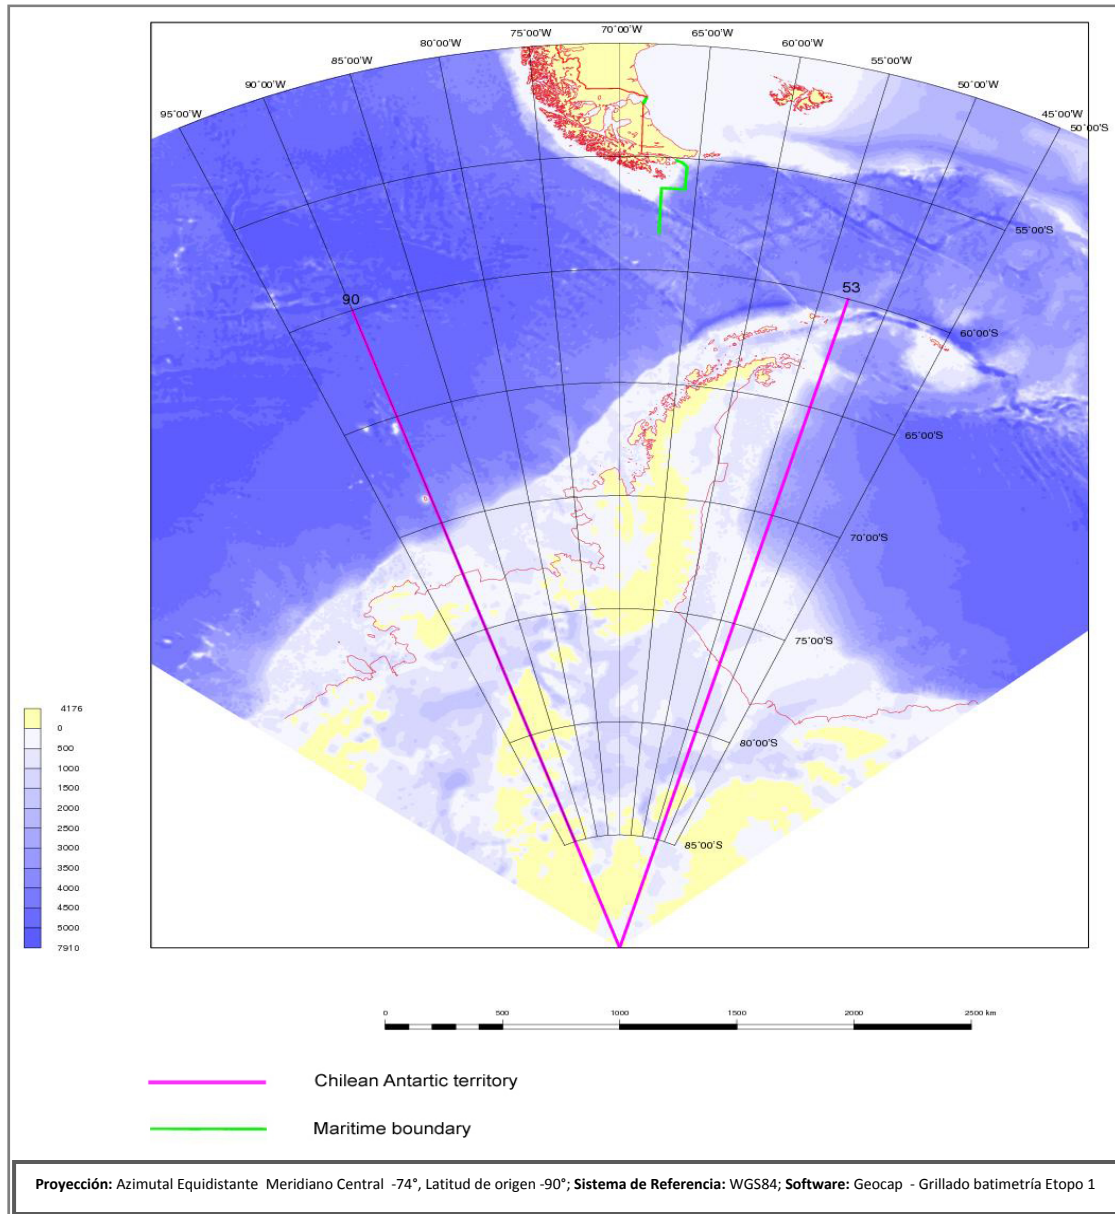 70°00'W
75°00'W
65°00'W
80°00'W
60°00'W
85°00'W
55°00'W
90°00'W
50°00'W
95°00'W
45°00'W
50°00'S
55°00'S
53
90
60°00'S
65°00'S
70°00'S
75°00'S
80°00'S
85°00'S
4176
0
500
1000
1500
2000
2500
3000
3500
4000
4500
5000
7910
0 500 1000 1500 2000 2500 km
Chilean Antartic territory
Maritime boundary
Proyección: Azimutal Equidistante Meridiano Central -74°, Latitud de origen -90°; Sistema de Referencia: WGS84; Software: Geocap - Grillado batimetría Etopo 1